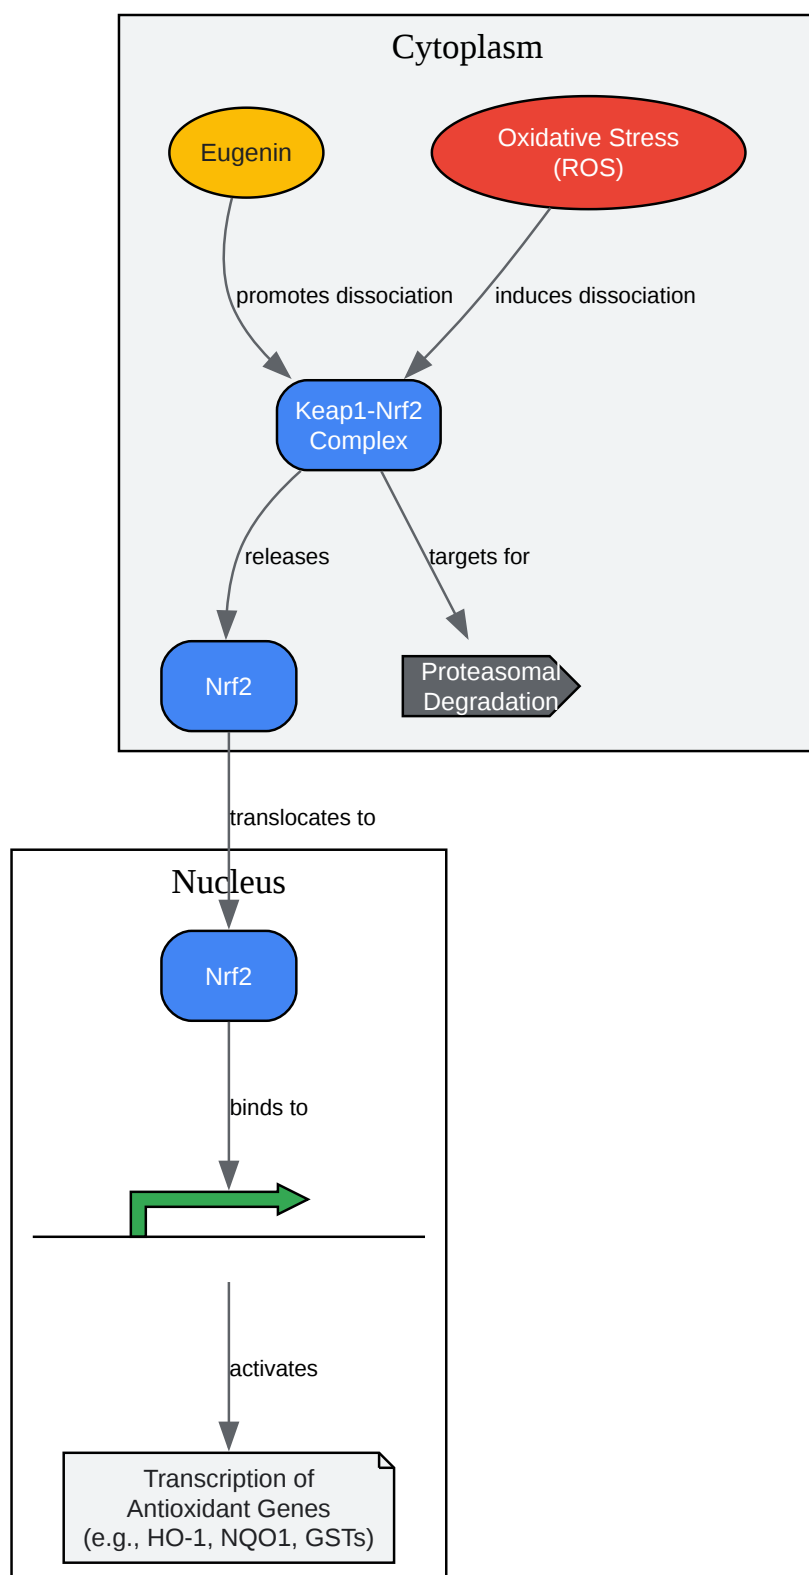 Cytoplasm
Eugenin
Oxidative Stress
(ROS)
promotes dissociation
induces dissociation
Keap1-Nrf2
Complex
releases
targets for
Nrf2
Proteasomal
Degradation
translocates to
Nucleus
Nrf2
binds to
activates
Transcription of
Antioxidant Genes
(e.g., HO-1, NQO1, GSTs)